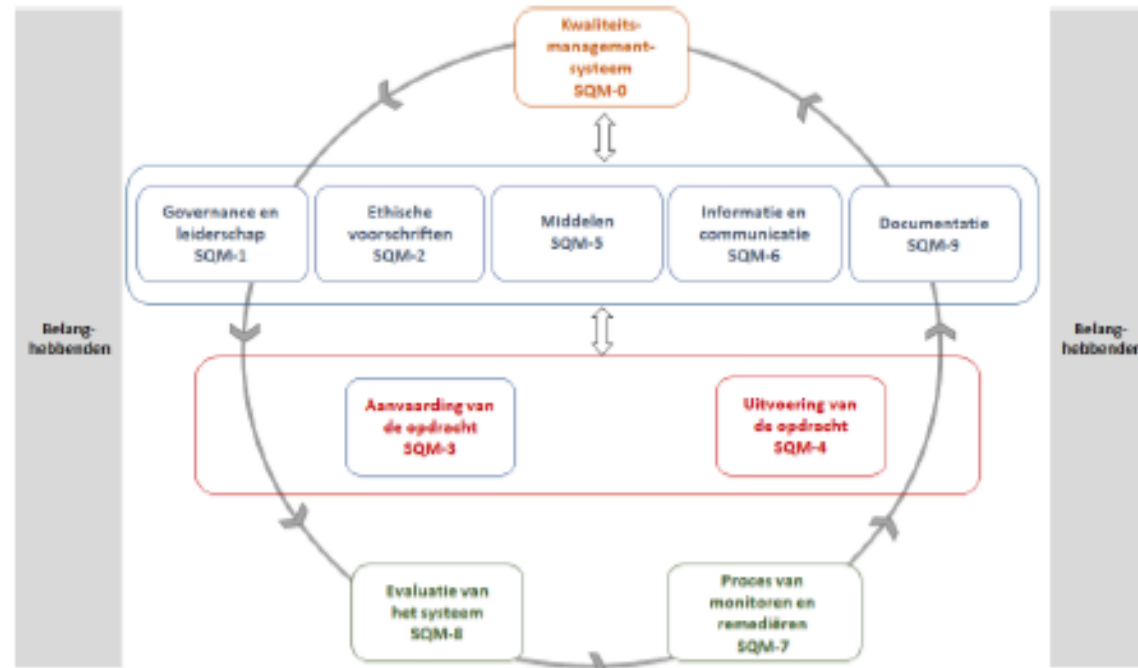 Kwaliteits-
management-
systeem
SQM-0
Governance en
leiderschap
SQM-1
Ethische
voorschriften
SQM-2
Middelen
SQM-5
Informatie en
communicatie
SQM-6
Documentatie
SQM-9
Belang-
hebbenden
Belang-
hebbenden
Aanvaarding van
de opdracht
SQM-3
Uitvoering van
de opdracht
SQM-4
Evaluatie van
het systeem
SQM-8
Proces van
monitoren en
remediëren
SQM-7